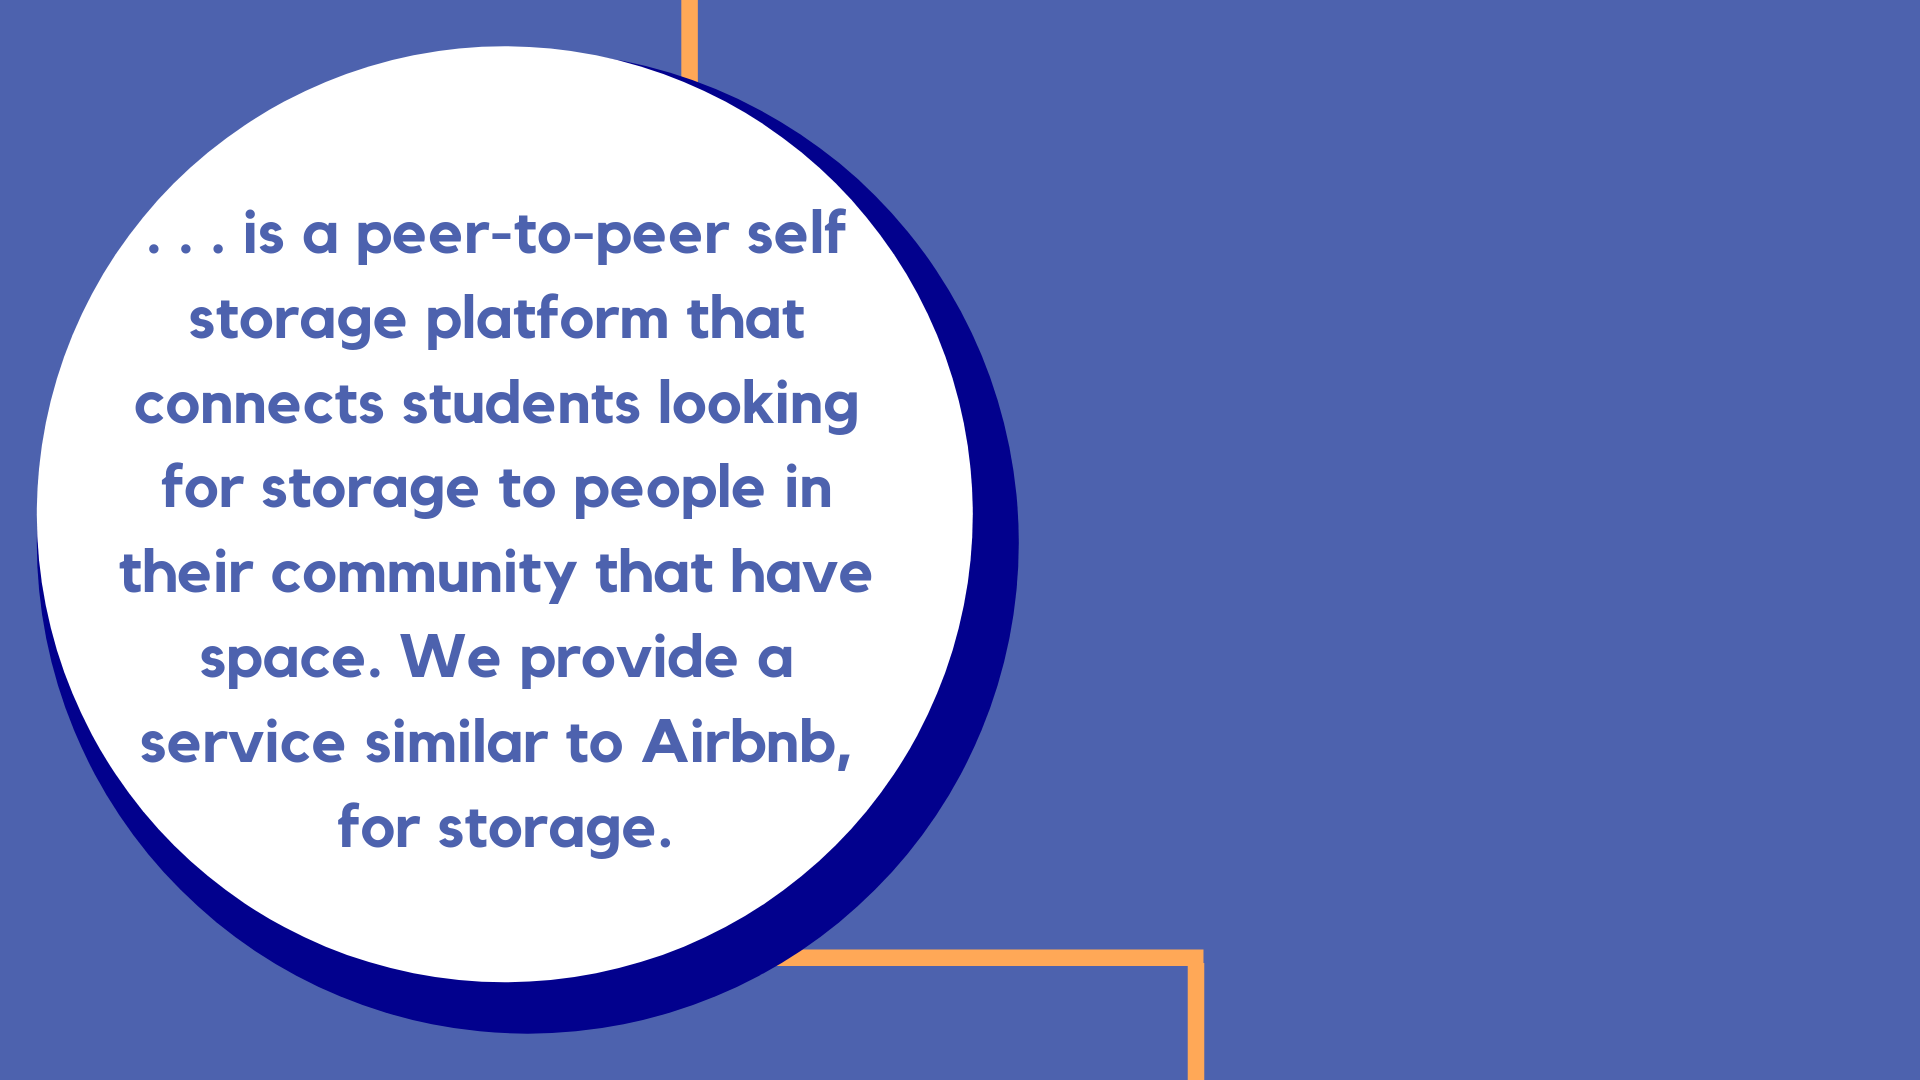 . . . is a peer-to-peer self
storage platform that
connects students looking
for storage to people in
their community that have
space. We provide a
service similar to Airbnb,
for storage.